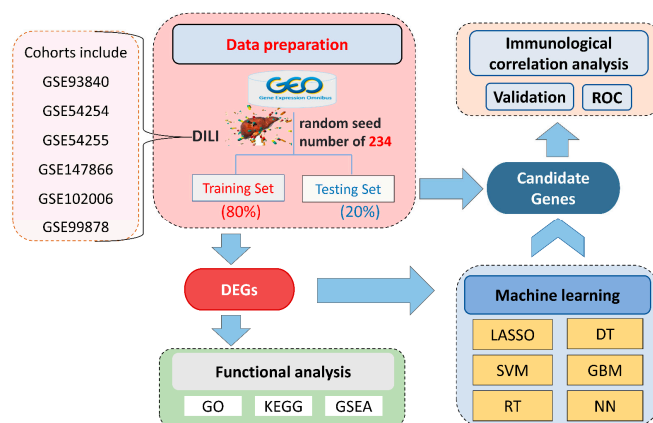 Cohorts include
GSE93840
GSE54254
GSE54255
GSE147866
GSE102006
GSE99878
Data preparation
GEO
Gene Expression Omnibus
DILI
random seed
number of 234
Training Set
(80%)
Testing Set
(20%)
DEGs
Functional analysis
GO
KEGG
GSEA
Immunological
correlation analysis
Validation
ROC
Candidate
Genes
Machine learning
LASSO
DT
SVM
GBM
RT
NN